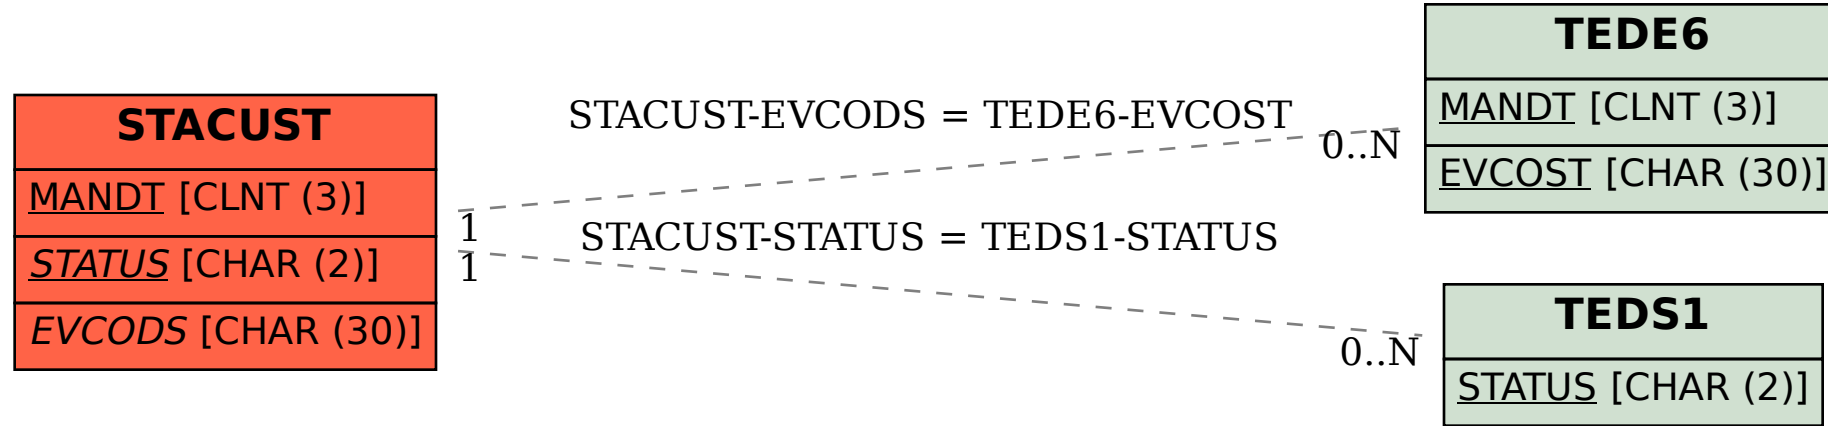 STACUST
MANDT [CLNT (3)]
STATUS [CHAR (2)]
EVCODS [CHAR (30)]
STACUST-EVCODS = TEDE6-EVCOST
0..N
1
STACUST-STATUS = TEDS1-STATUS
1
0..N
TEDE6
MANDT [CLNT (3)]
EVCOST [CHAR (30)]
TEDS1
STATUS [CHAR (2)]